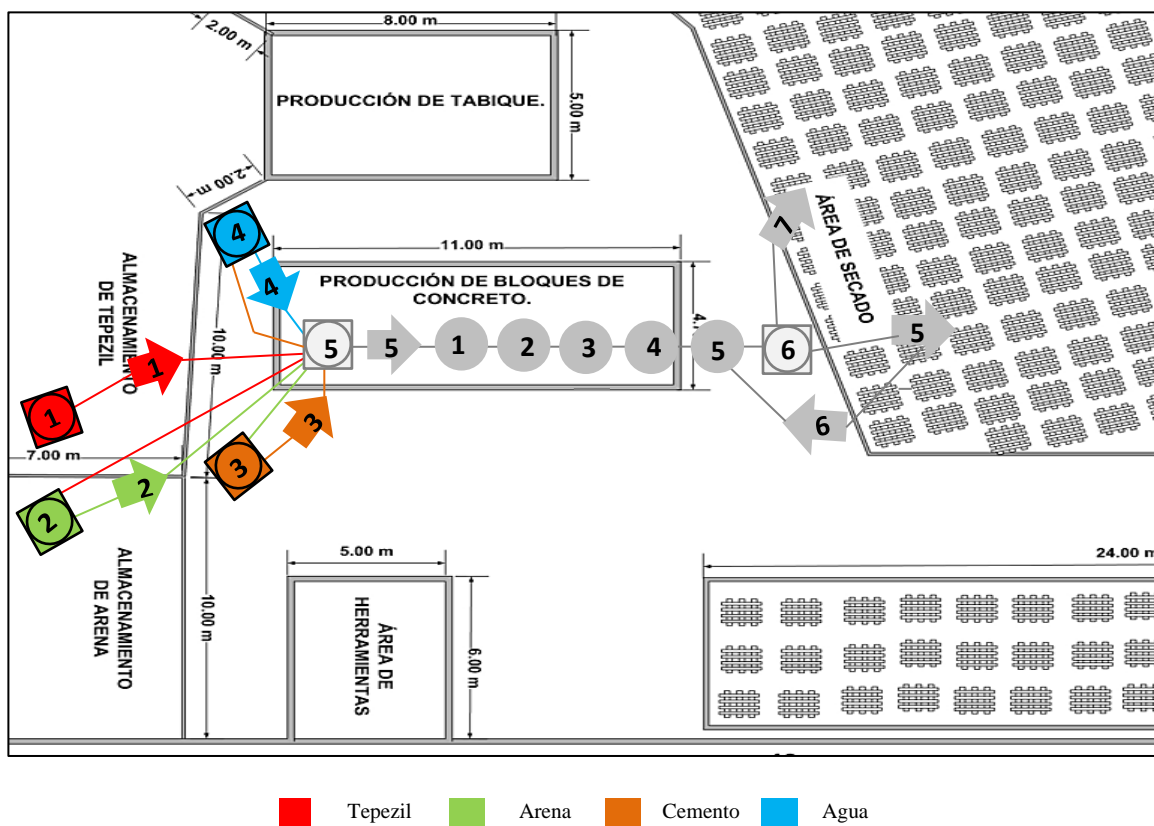 8.00 m
2.00 m
PRODUCCIÓN DE TABIQUE.
5.00 m
2.00 m
4
11.00 m
ALMACENAMIENTO
DE TEPEZIL
4
PRODUCCIÓN DE BLOQUES DE
CONCRETO.
7
ÁREA DE SECADO
10.00 m
1
5
5
1
2
3
4
5
6
5
1
3
6
7.00 m
2
3
2
ALMACENAMIENTO
DE ARENA
10.00 m
5.00 m
ÁREA DE
HERRAMIENTAS
6.00 m
24.00 m
Tepezil
Arena
Cemento
Agua